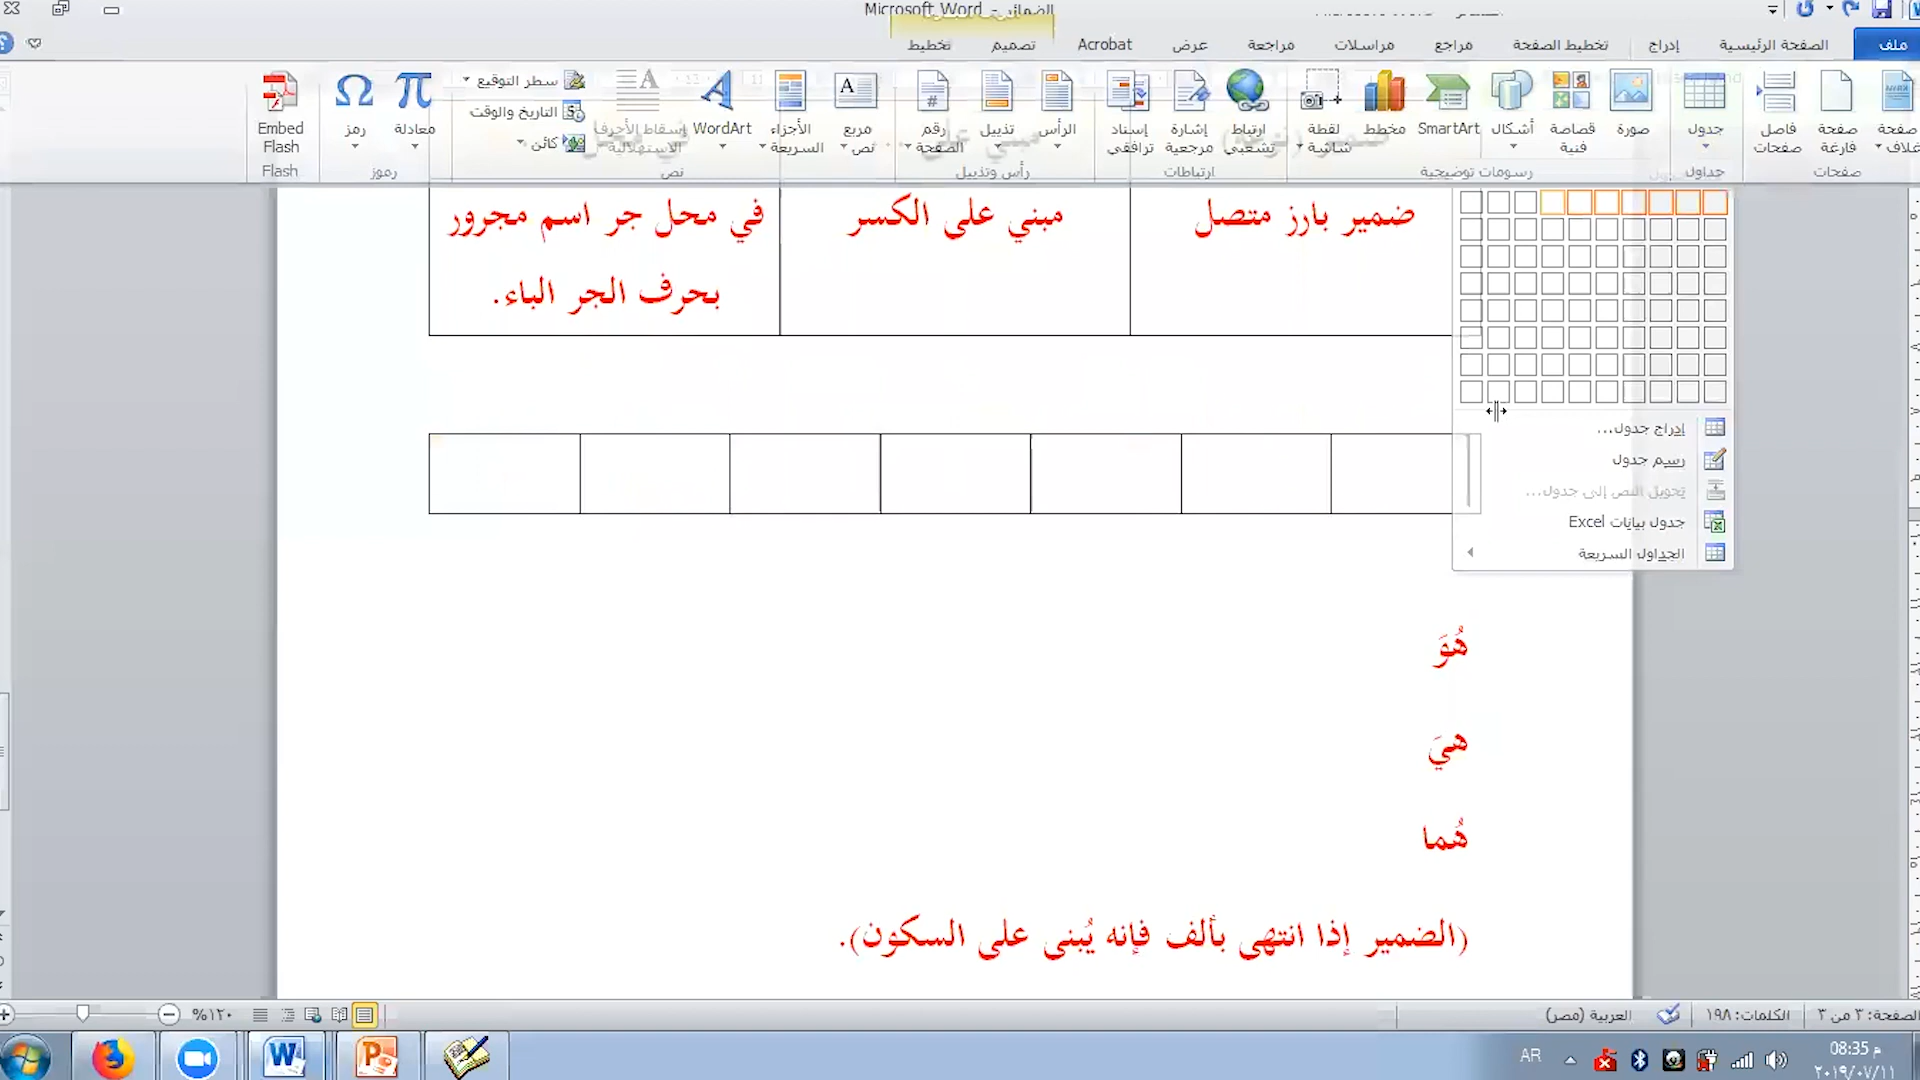 الضمائر - Microsoft Word
ملف
الصفحة الرئيسية
إدراج
تخطيط الصفحة
مراجع
مراسلات
مراجعة
عرض
Acrobat
تصميم
تخطيط
صفحة
غلاف
صفحة
فارغة
فاصل
صفحات
جدول
صورة
قصاصة
فنية
أشكال
SmartArt
مخطط
لقطة
شاشة
ارتباط
تشعبي
إشارة
مرجعية
إسناد
ترافقي
الرأس
تذييل
رقم
الصفحة
مربع
نص
الأجزاء
السريعة
WordArt
إسقاط الأحرف
الاستهلالية
سطر التوقيع
التاريخ والوقت
كائن
معادلة
رمز
Embed
Flash
صفحات
جداول
رسومات توضيحية
ارتباطات
رأس وتذييل
نص
رموز
Flash
ضمير بارز متصل
مبني على الكسر
في محل جر اسم مجرور
بحرف الجر الباء.
إدراج جدول...
رسم جدول
تحويل النص إلى جدول...
جدول بيانات Excel
الجداول السريعة
هُوَ
هيَ
هُما
(الضمير إذا انتهى بألف فإنه يُبنى على السكون).
الصفحة: ٣ من ٣
الكلمات: ١٩٨
العربية (مصر)
%١٢٠
AR
08:35 م
٢٠١٩/٠٧/١١